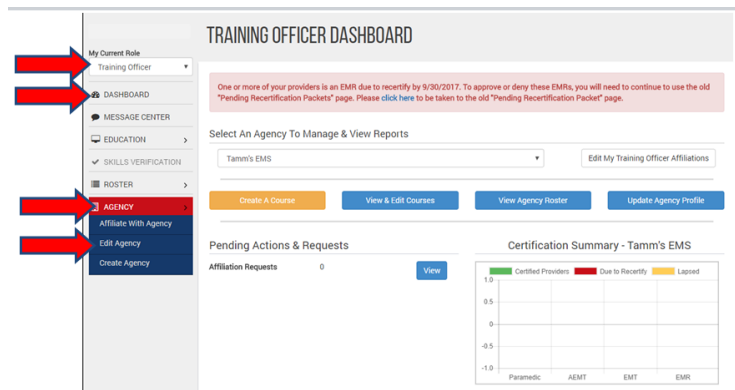 TRAINING OFFICER DASHBOARD
My Current Role
Training Officer
DASHBOARD
MESSAGE CENTER
EDUCATION
SKILLS VERIFICATION
ROSTER
AGENCY
Affiliate With Agency
Edit Agency
Create Agency
One or more of your providers is an EMR due to recertify by 9/30/2017. To approve or deny these EMRs, you will need to continue to use the old
"Pending Recertification Packets" page. Please click here to be taken to the old "Pending Recertification Packet" page.
Select An Agency To Manage & View Reports
Tamm's EMS
Edit My Training Officer Affiliations
Create A Course
View & Edit Courses
View Agency Roster
Update Agency Profile
Pending Actions & Requests
Affiliation Requests 0
View
Certification Summary - Tamm's EMS
Certified Providers Due to Recertify Lapsed
1.0
0.5
0
-0.5
-1.0
Paramedic AEMT EMT EMR